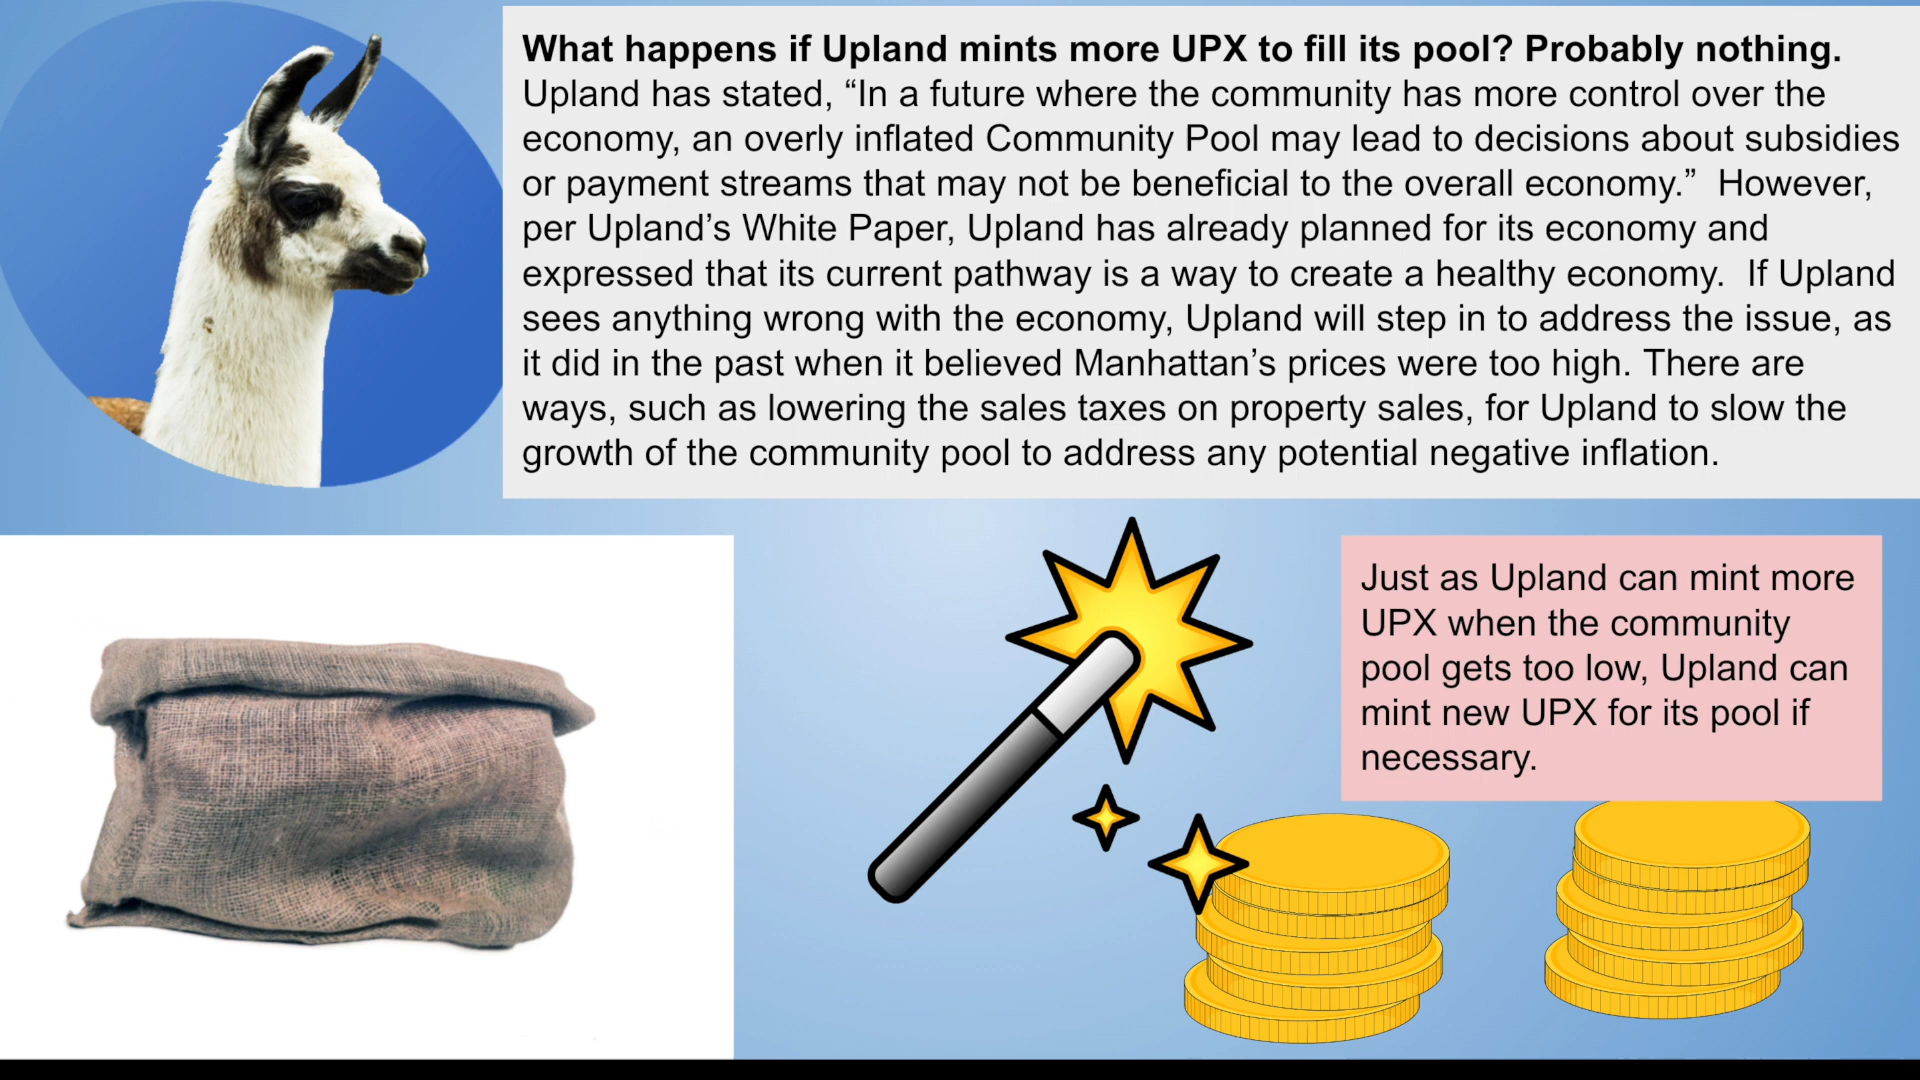 What happens if Upland mints more UPX to fill its pool? Probably nothing.
Upland has stated, “In a future where the community has more control over the
economy, an overly inflated Community Pool may lead to decisions about subsidies
or payment streams that may not be beneficial to the overall economy.”  However,
per Upland’s White Paper, Upland has already planned for its economy and
expressed that its current pathway is a way to create a healthy economy.  If Upland
sees anything wrong with the economy, Upland will step in to address the issue, as
it did in the past when it believed Manhattan’s prices were too high. There are
ways, such as lowering the sales taxes on property sales, for Upland to slow the
growth of the community pool to address any potential negative inflation.
Just as Upland can mint more
UPX when the community
pool gets too low, Upland can
mint new UPX for its pool if
necessary.